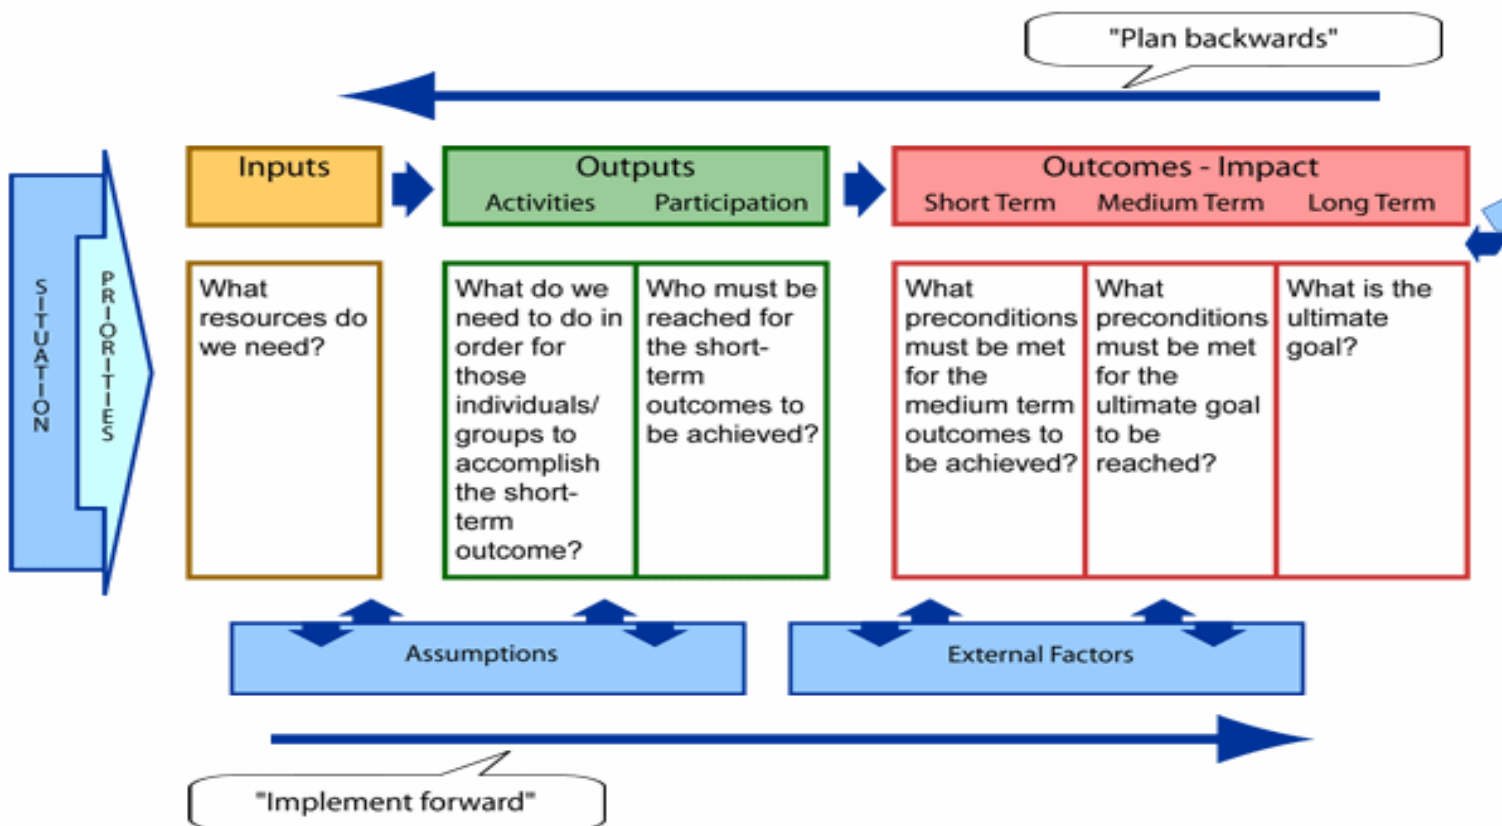 "Plan backwards"
Inputs
Outputs
Activities
Participation
Outcomes - Impact
Short Term
Medium Term
Long Term
SITUATION
PRIORITIES
What
resources do
we need?
What do we
need to do in
order for
those
individuals/
groups to
accomplish
the short-
term
outcome?
Who must be
reached for
the short-
term
outcomes to
be achieved?
What
preconditions
must be met
for the
medium term
outcomes to
be achieved?
What
preconditions
must be met
for the
ultimate goal
to be
reached?
What is the
ultimate
goal?
Assumptions
External Factors
"Implement forward"